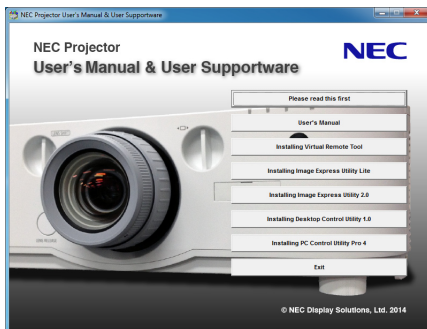 NEC Projector User's Manual & User Supportware
NEC Projector
NEC
User's Manual & User Supportware
Please read this first
User's Manual
Installing Virtual Remote Tool
Installing Image Express Utility Lite
Installing Image Express Utility 2.0
Installing Desktop Control Utility 1.0
Installing PC Control Utility Pro 4
Exit
© NEC Display Solutions, Ltd. 2014